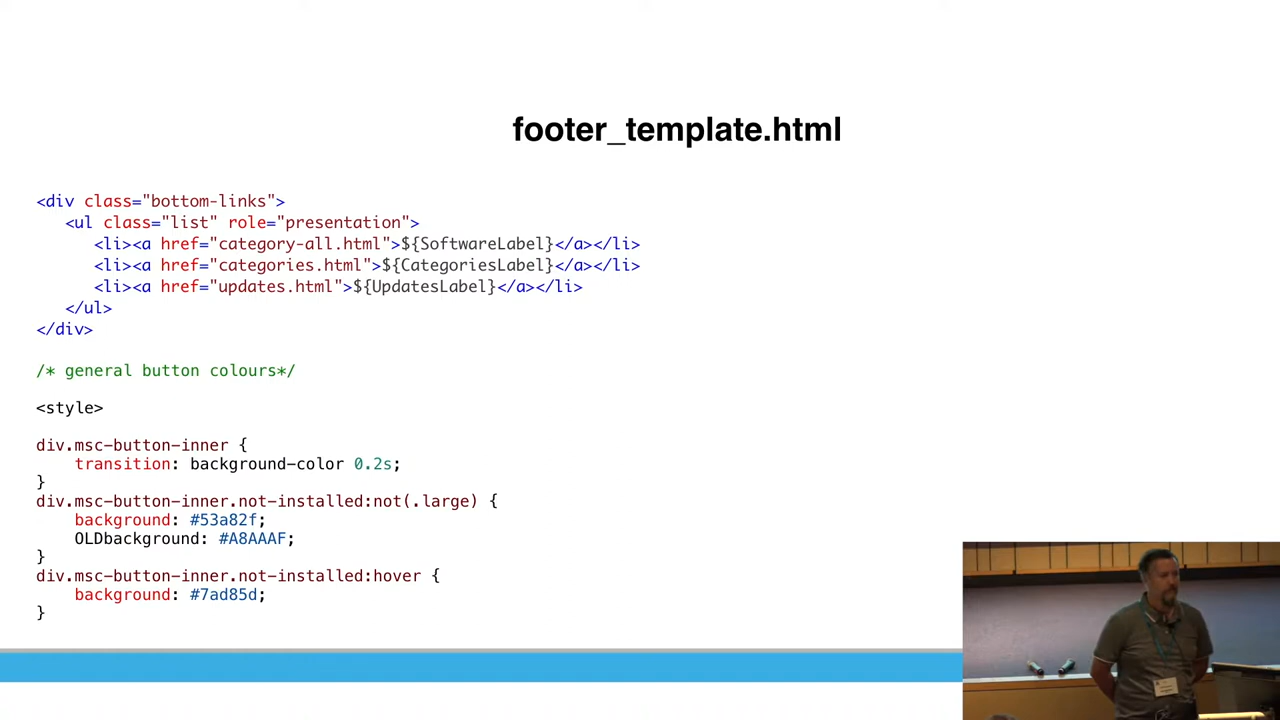 footer_template.html
<div class="bottom-links">
   <ul class="list" role="presentation">
      <li><a href="category-all.html">${SoftwareLabel}</a></li>
      <li><a href="categories.html">${CategoriesLabel}</a></li>
      <li><a href="updates.html">${UpdatesLabel}</a></li>
   </ul>
</div>
/* general button colours*/
<style>
div.msc-button-inner {
    transition: background-color 0.2s;
}
div.msc-button-inner.not-installed:not(.large) {
    background: #53a82f;
    OLDbackground: #A8AAAF;
}
div.msc-button-inner.not-installed:hover {
    background: #7ad85d;
}